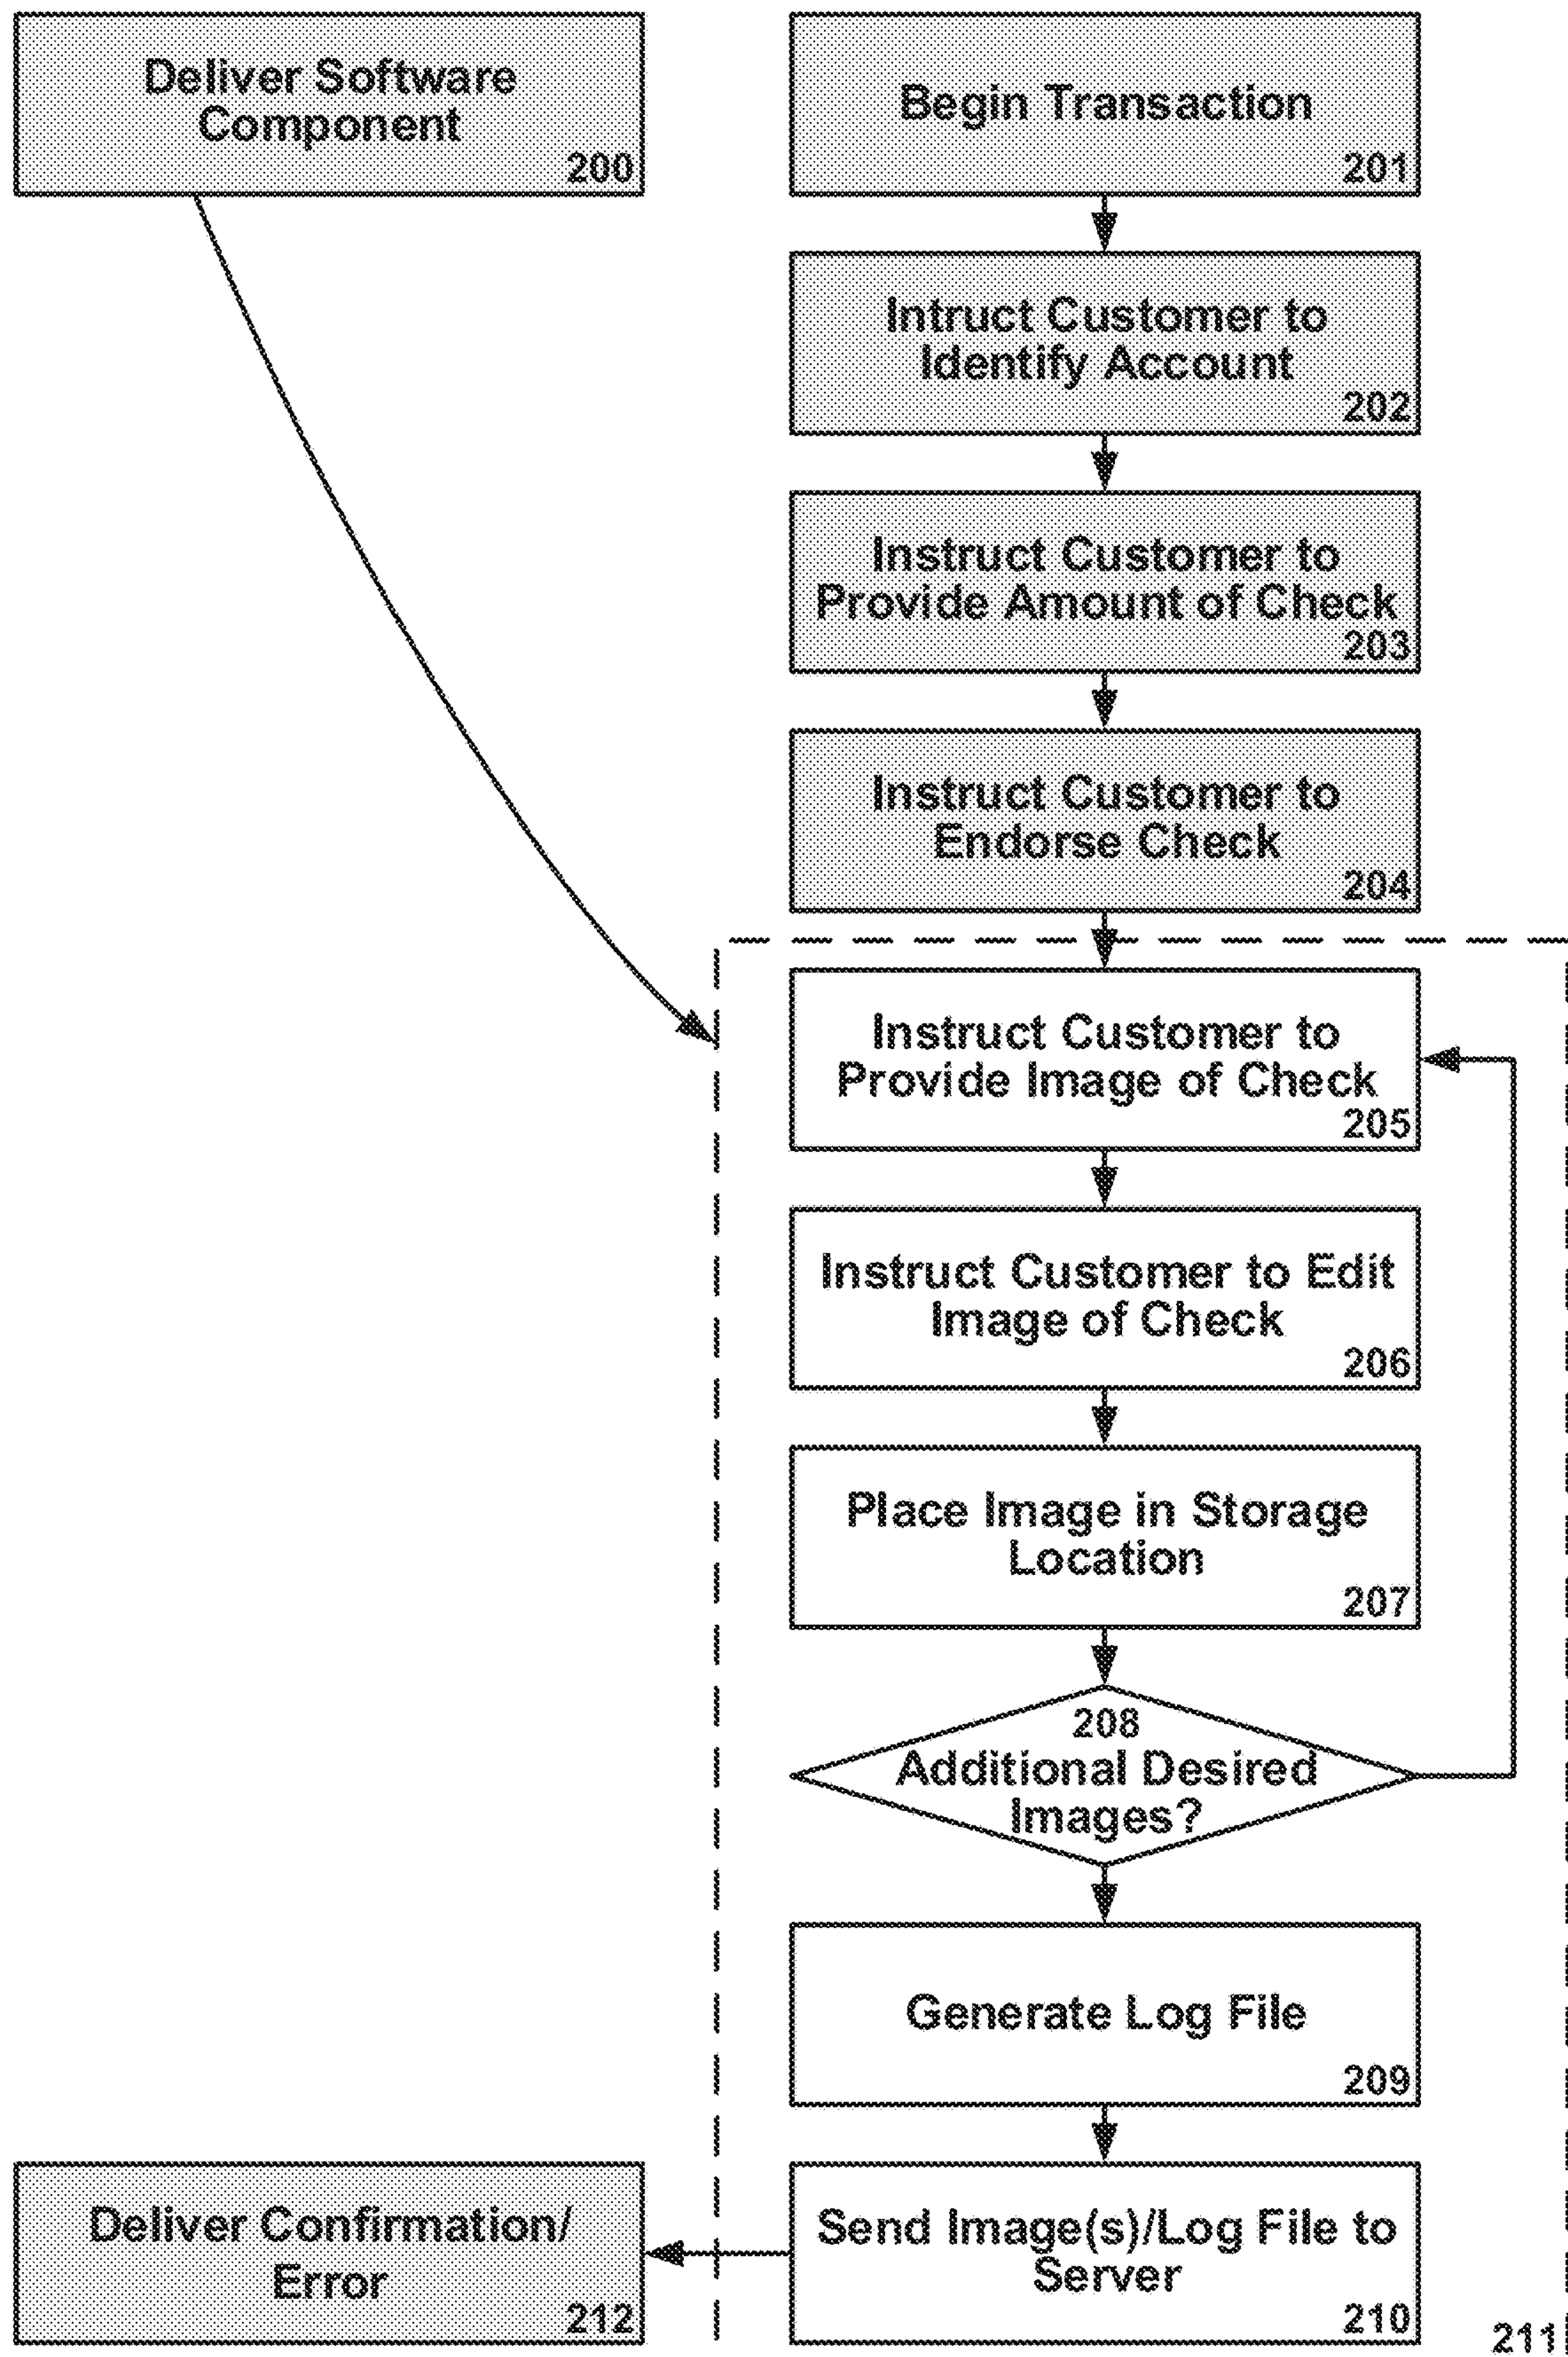 Deliver Software
Component
200
Begin Transaction
201
Intruct Customer to
Identify Account
202
Instruct Customer to
Provide Amount of Check
203
Instruct Customer to
Endorse Check
204
Instruct Customer to
Provide Image of Check
205
Instruct Customer to Edit
Image of Check
206
Place Image in Storage
Location
207
208
Additional Desired
Images?
Generate Log File
209
Send Image(s)/Log File to
Server
210
211
Deliver Confirmation/
Error
212